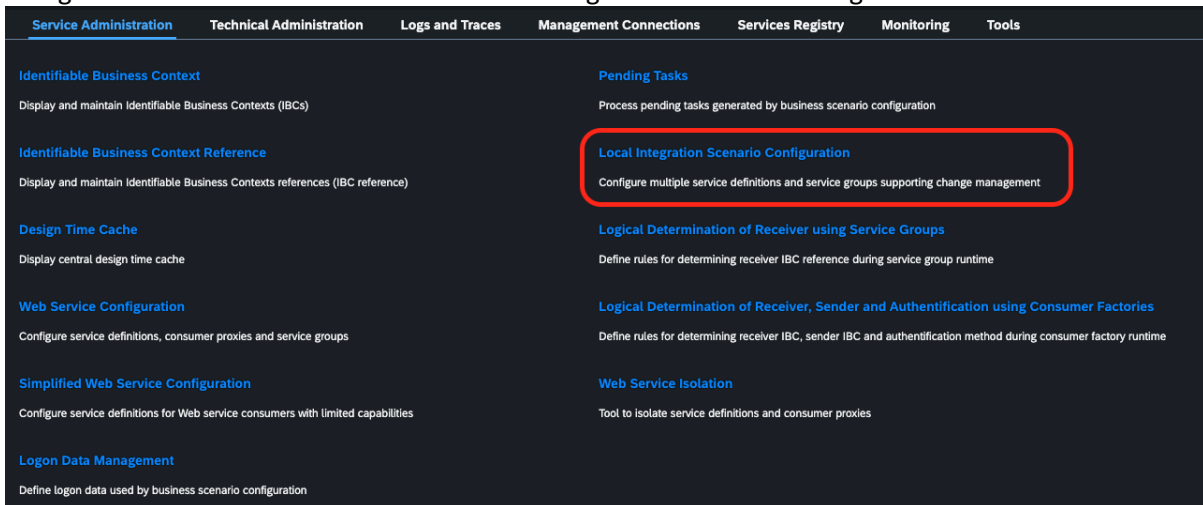 Service Administration Technical Administration Logs and Traces Management Connections Services Registry Monitoring Tools
Identifiable Business Context
Display and maintain Identifiable Business Contexts (IBCs)
Identifiable Business Context Reference
Display and maintain Identifiable Business Contexts references (IBC reference)
Design Time Cache
Display central design time cache
Web Service Configuration
Configure service definitions, consumer proxies and service groups
Simplified Web Service Configuration
Configure service definitions for Web service consumers with limited capabilities
Logon Data Management
Define logon data used by business scenario configuration
Pending Tasks
Process pending tasks generated by business scenario configuration
Local Integration Scenario Configuration
Configure multiple service definitions and service groups supporting change management
Logical Determination of Receiver using Service Groups
Define rules for determining receiver IBC reference during service group runtime
Logical Determination of Receiver, Sender and Authentification using Consumer Factories
Define rules for determining receiver IBC, sender IBC and authentification method during consumer factory runtime
Web Service Isolation
Tool to isolate service definitions and consumer proxies